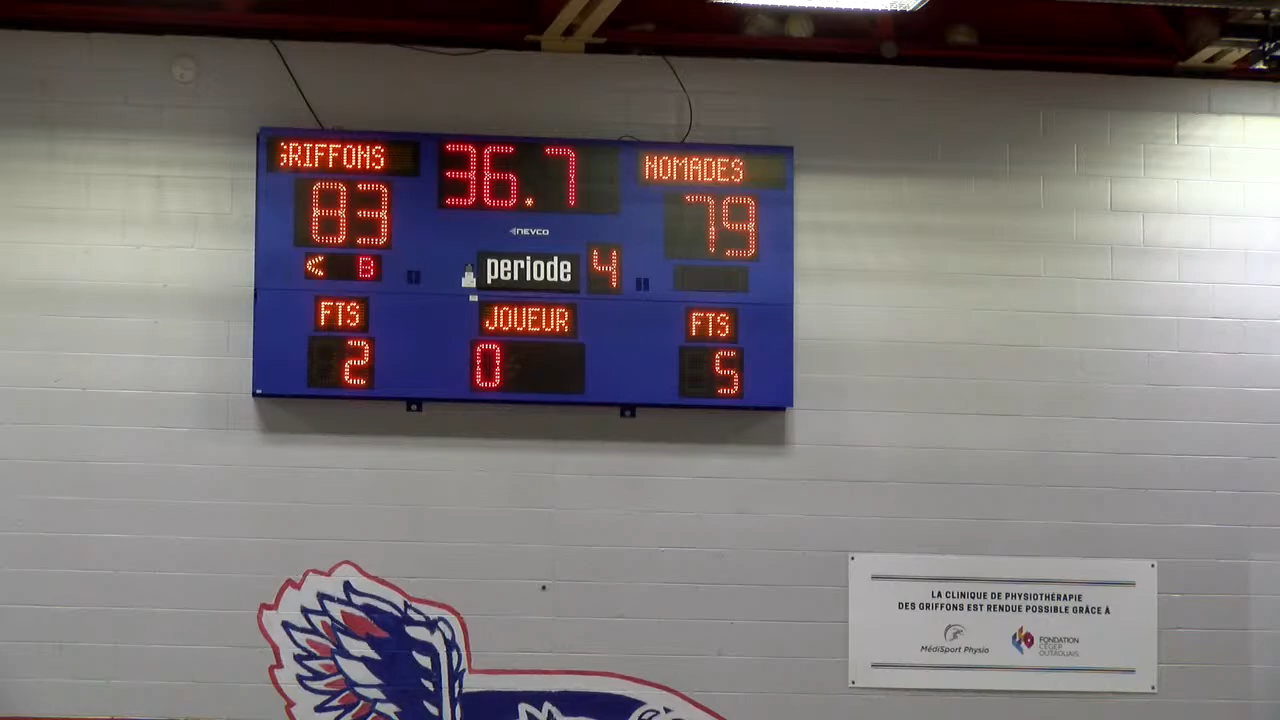 GRIFFONS 36.7 NOMADES
83 79
NEVCO
< B periode 4
FTS JOUEUR FTS
2 0 5
LA CLINIQUE DE PHYSIOTHÉRAPIE
DES GRIFFONS EST RENDUE POSSIBLE GRÂCE À
MédiSport Physio
FONDATION
CÉGEP
OUTAOUAIS